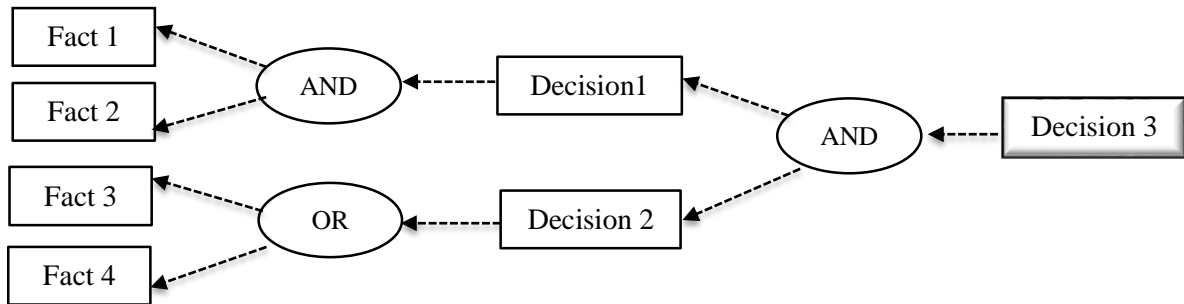 Fact 1
Fact 2
AND
Decision1
AND
Decision 3
Fact 3
Fact 4
OR
Decision 2